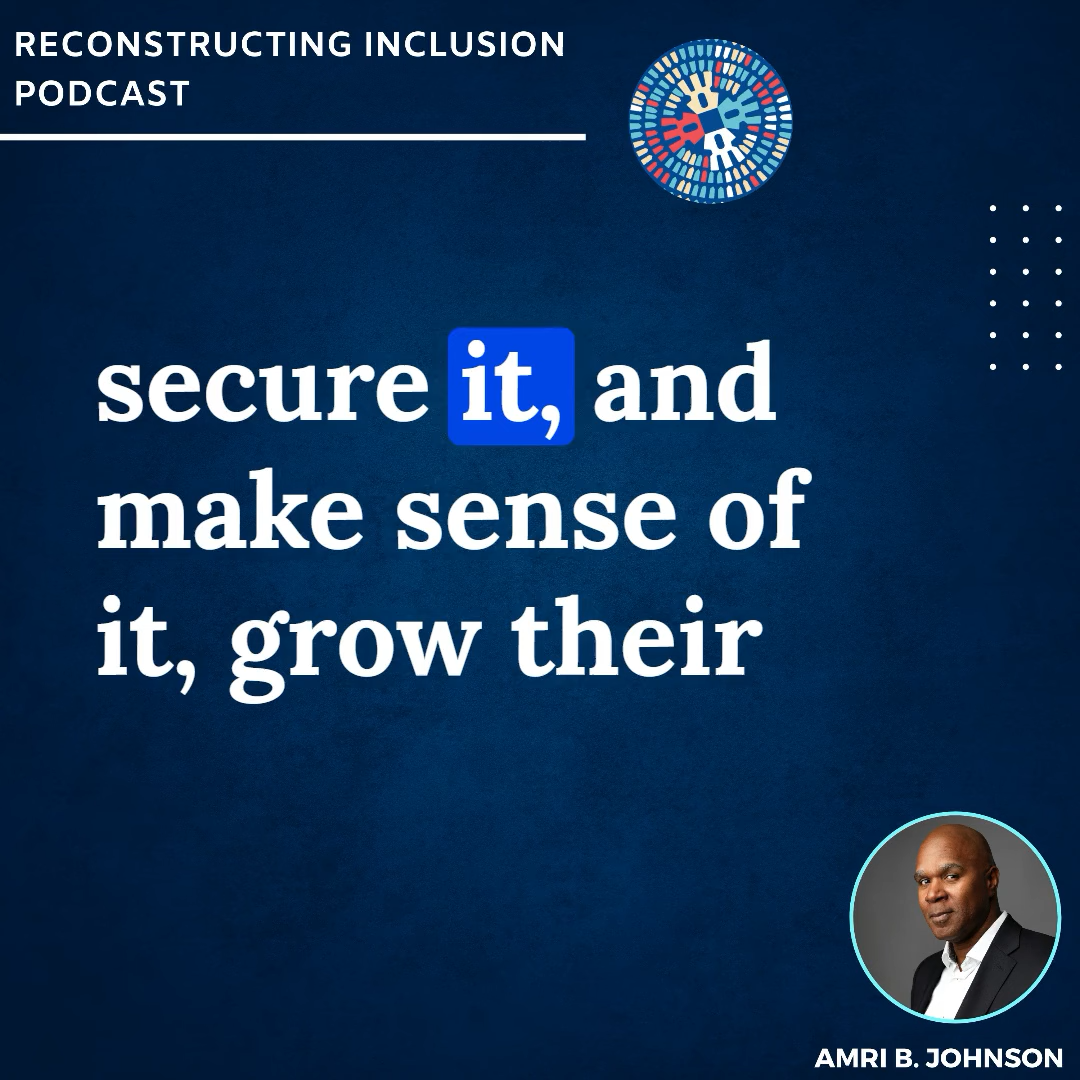 RECONSTRUCTING INCLUSION
PODCAST
secure it, and
make sense of
it, grow their
AMRI B. JOHNSON